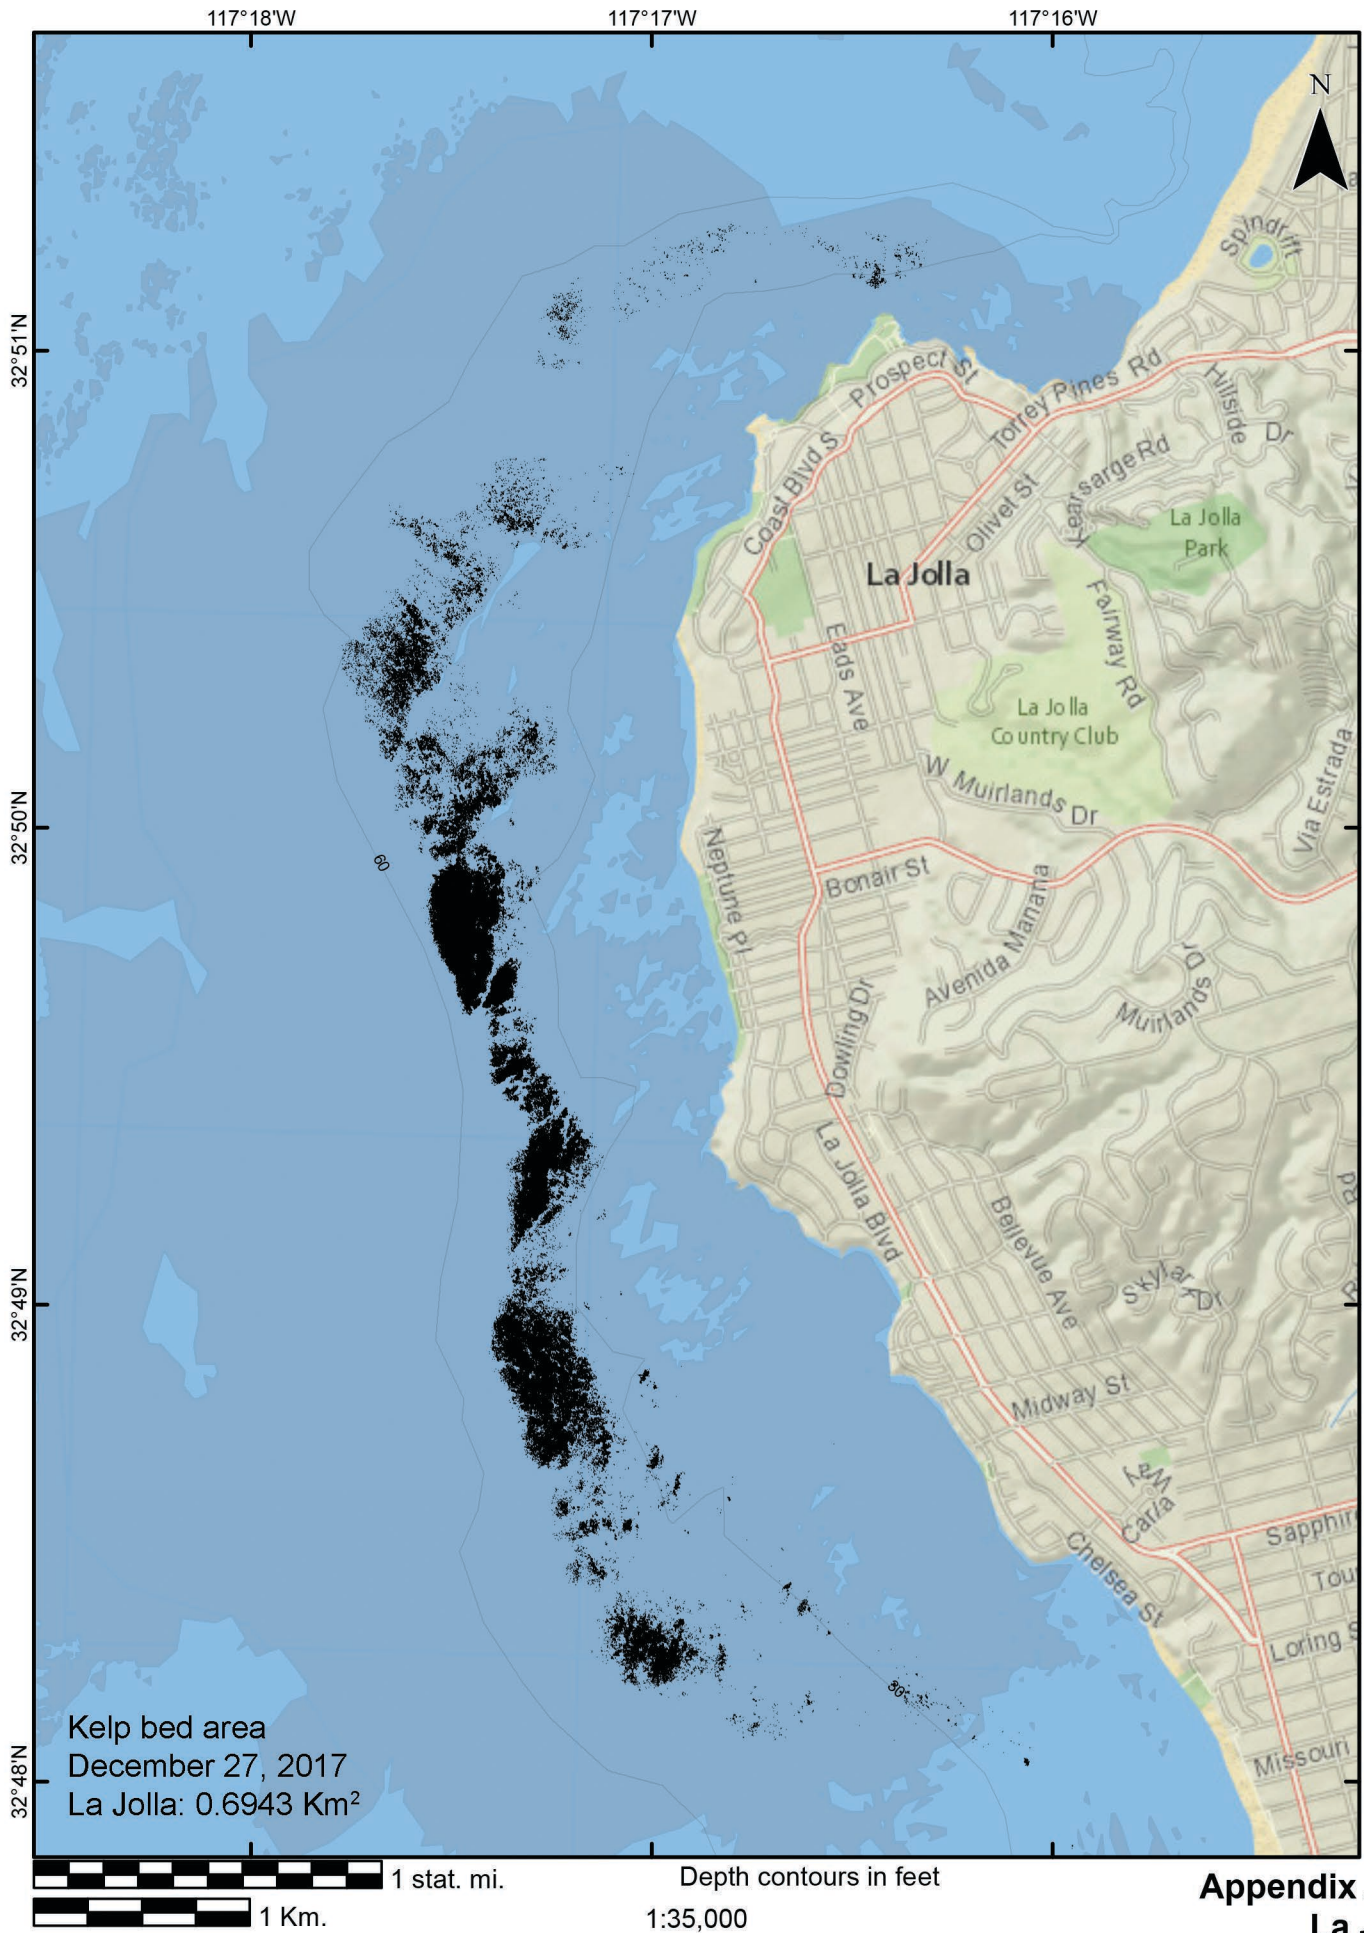 117°18'W
117°17'W
117°16'W
N
Spindrift
32°51'N
Prospect St
Torrey Pines Rd
Hillside
Dr
Coast Blvd S
Kearsarge Rd
Olivet St
La Jolla
Park
La Jolla
Fairway Rd
Eads Ave
La Jolla
Country Club
W Muirlands Dr
Via Estrada
32°50'N
60
Neptune Pl
Bonair St
Avenida Manana
Muirlands Dr
Dowling Dr
La Jolla Blvd
Bellevue Ave
Rd
Skylark Dr
32°49'N
Midway St
Carla Way
Sapphir
Chelsea St
Tou
Loring S
30
Missouri
32°48'N
Kelp bed area
December 27, 2017
La Jolla: 0.6943 Km²
1 stat. mi.
Depth contours in feet
Appendix
1 Km.
1:35,000
La